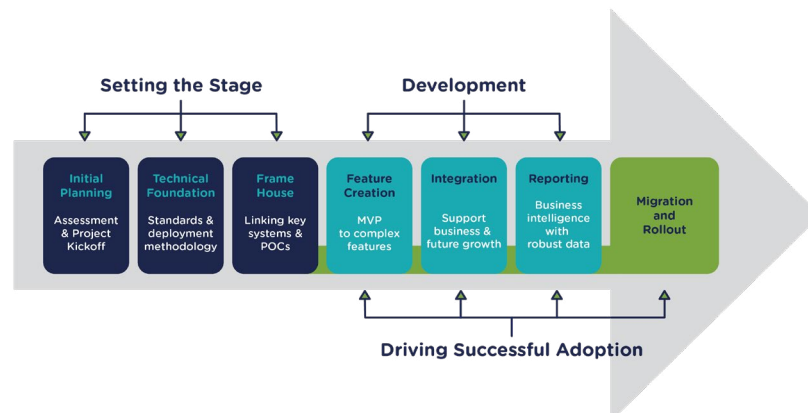 Setting the Stage
Development
Initial
Planning
Assessment
& Project
Kickoff
Technical
Foundation
Standards &
deployment
methodology
Frame
House
Linking key
systems &
POCs
Feature
Creation
MVP
to complex
features
Integration
Support
business &
future growth
Reporting
Business
intelligence
with
robust data
Migration
and
Rollout
Driving Successful Adoption